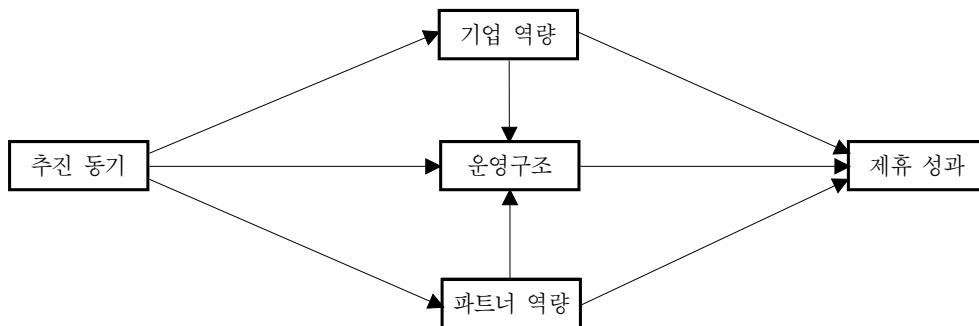 기업 역량
추진 동기
운영구조
제휴 성과
파트너 역량